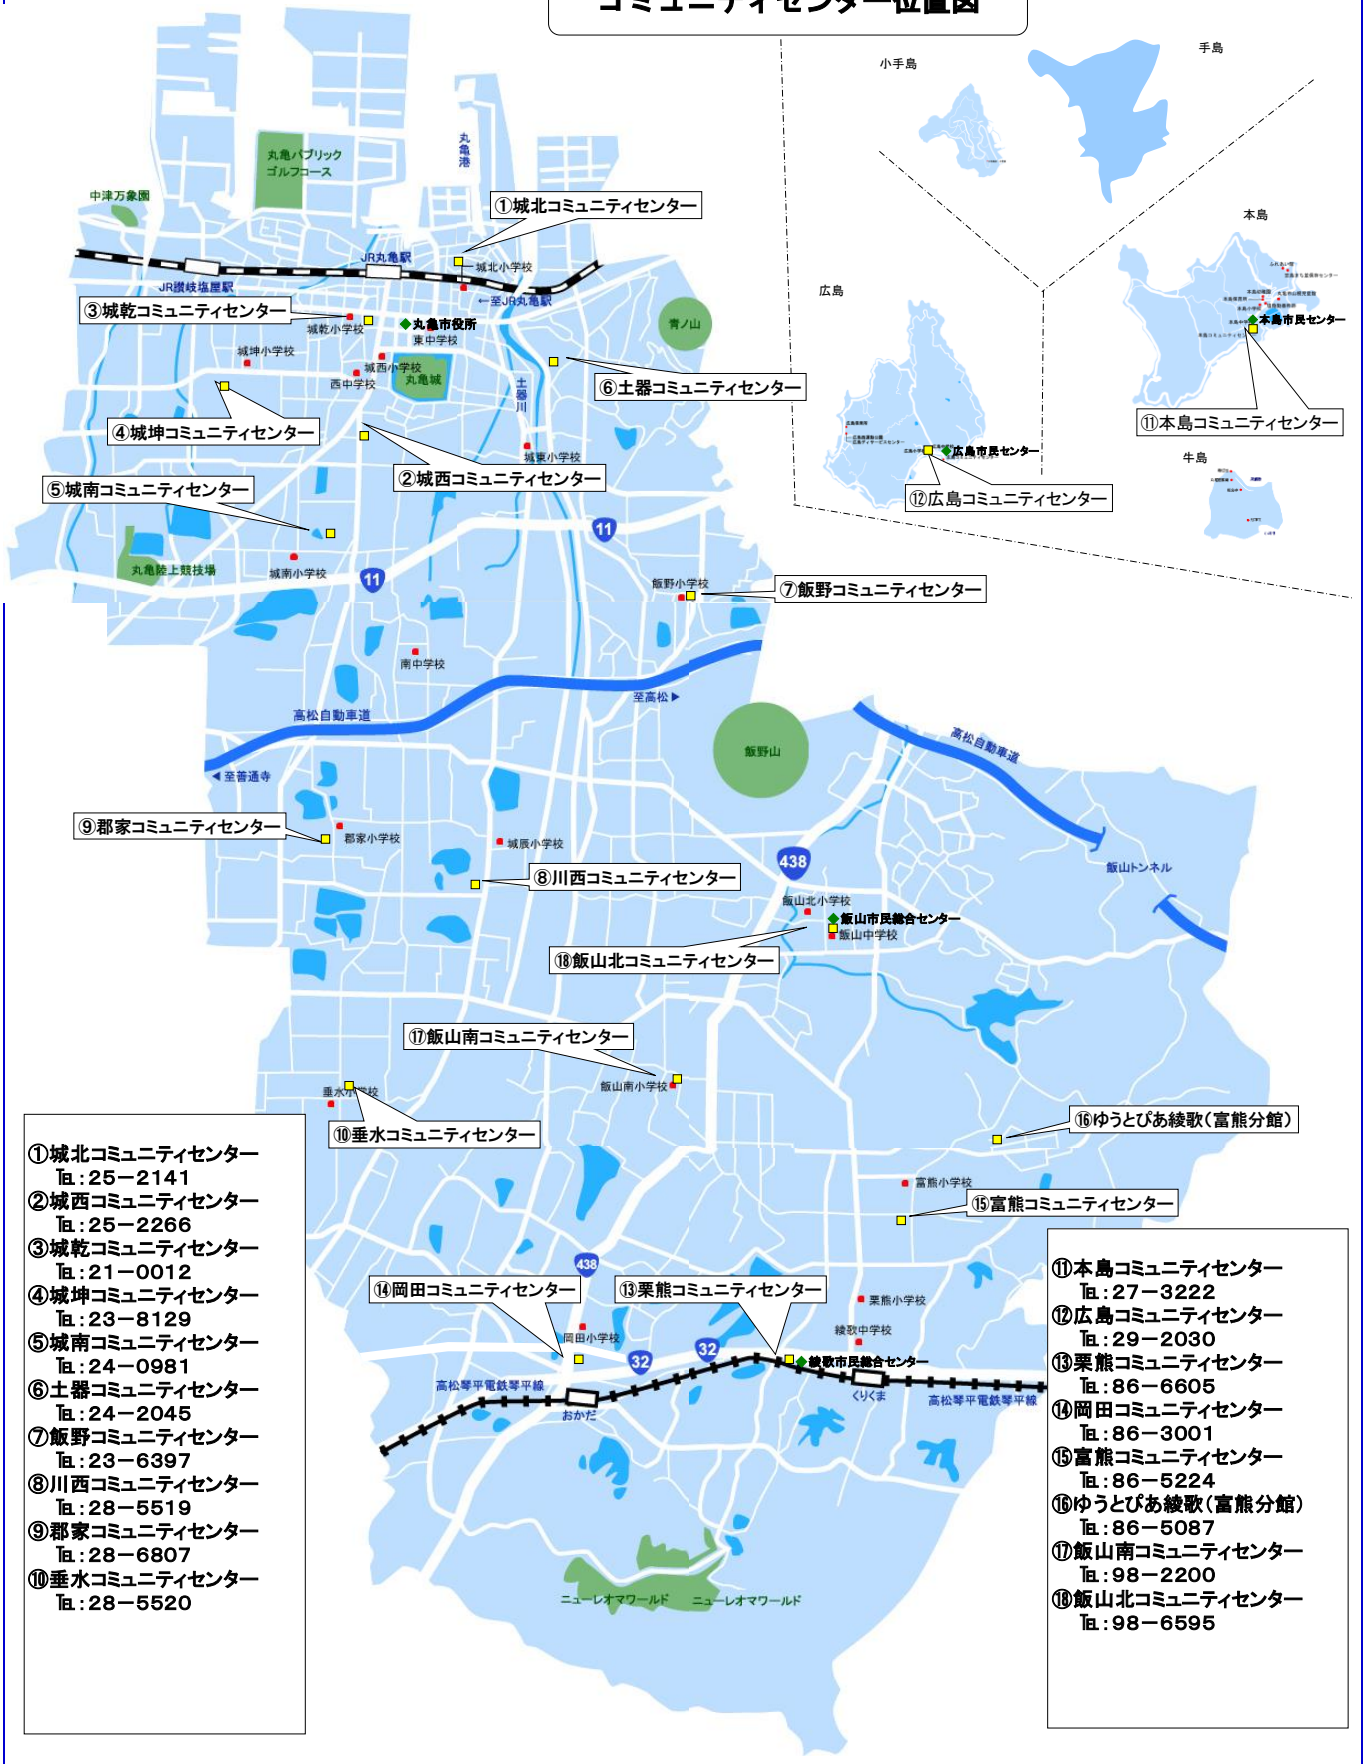 コミュニティセンター位置図
小手島
手島
丸亀港
丸亀パブリック
ゴルフコース
中津万象園
①城北コミュニティセンター
本島
JR丸亀駅
城北小学校
JR讃岐塩屋駅
←至JR丸亀駅
広島
③城乾コミュニティセンター
城乾小学校
丸亀市役所
東中学校
青ノ山
本島市民センター
城坤小学校
城西小学校
西中学校
丸亀城
土器川
⑥土器コミュニティセンター
⑪本島コミュニティセンター
④城坤コミュニティセンター
城東小学校
広島市民センター
牛島
②城西コミュニティセンター
⑤城南コミュニティセンター
⑫広島コミュニティセンター
11
丸亀陸上競技場
城南小学校
11
飯野小学校
⑦飯野コミュニティセンター
南中学校
至高松▶
高松自動車道
飯野山
高松自動車道
◀至善通寺
⑨郡家コミュニティセンター
郡家小学校
城辰小学校
438
飯山トンネル
⑧川西コミュニティセンター
飯山北小学校
飯山市民総合センター
飯山中学校
⑱飯山北コミュニティセンター
⑰飯山南コミュニティセンター
飯山南小学校
垂水小学校
⑩垂水コミュニティセンター
⑯ゆうとぴあ綾歌（富熊分館）
富熊小学校
⑮富熊コミュニティセンター
438
⑭岡田コミュニティセンター
⑬栗熊コミュニティセンター
栗熊小学校
岡田小学校
綾歌中学校
32
32
綾歌市民総合センター
高松琴平電鉄琴平線
おかだ
くりくま
高松琴平電鉄琴平線
ニューレオマワールド
ニューレオマワールド
①城北コミュニティセンター
℡：25－2141
②城西コミュニティセンター
℡：25－2266
③城乾コミュニティセンター
℡：21－0012
④城坤コミュニティセンター
℡：23－8129
⑤城南コミュニティセンター
℡：24－0981
⑥土器コミュニティセンター
℡：24－2045
⑦飯野コミュニティセンター
℡：23－6397
⑧川西コミュニティセンター
℡：28－5519
⑨郡家コミュニティセンター
℡：28－6807
⑩垂水コミュニティセンター
℡：28－5520
⑪本島コミュニティセンター
℡：27－3222
⑫広島コミュニティセンター
℡：29－2030
⑬栗熊コミュニティセンター
℡：86－6605
⑭岡田コミュニティセンター
℡：86－3001
⑮富熊コミュニティセンター
℡：86－5224
⑯ゆうとぴあ綾歌（富熊分館）
℡：86－5087
⑰飯山南コミュニティセンター
℡：98－2200
⑱飯山北コミュニティセンター
℡：98－6595